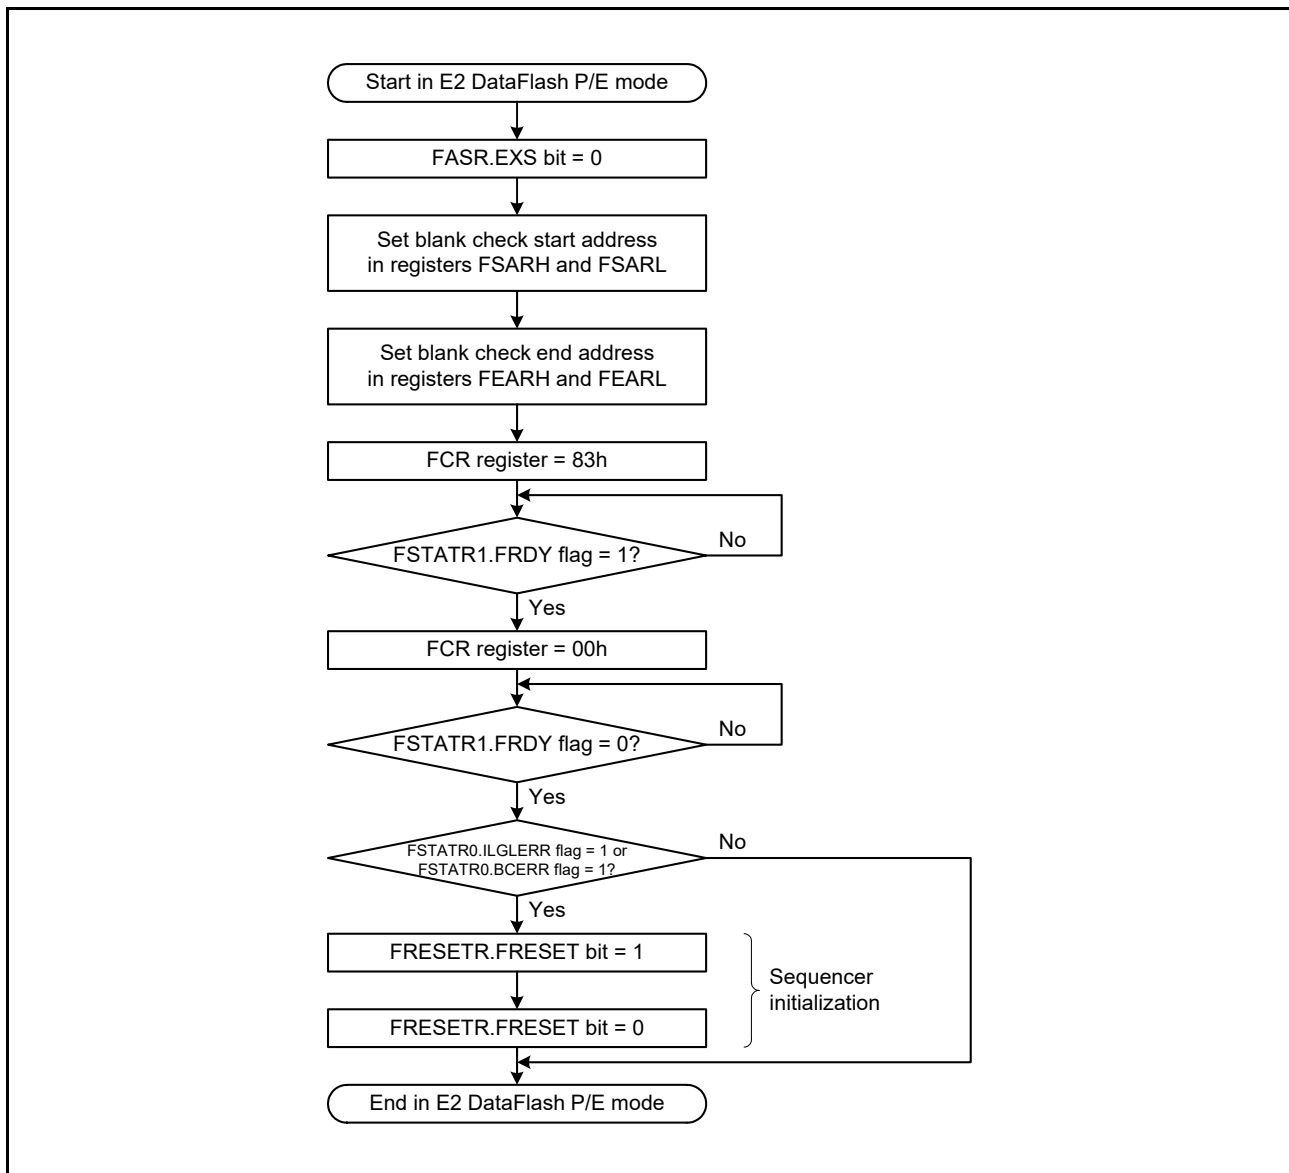 Start in E2 DataFlash P/E mode
FASR.EXS bit = 0
Set blank check start address
in registers FSARH and FSARL
Set blank check end address
in registers FEARH and FEARL
FCR register = 83h
FSTATR1.FRDY flag = 1?
No
Yes
FCR register = 00h
FSTATR1.FRDY flag = 0?
No
Yes
FSTATR0.ILGLERR flag = 1 or
FSTATR0.BCERR flag = 1?
No
Yes
FRESETR.FRESET bit = 1
FRESETR.FRESET bit = 0
Sequencer
initialization
End in E2 DataFlash P/E mode